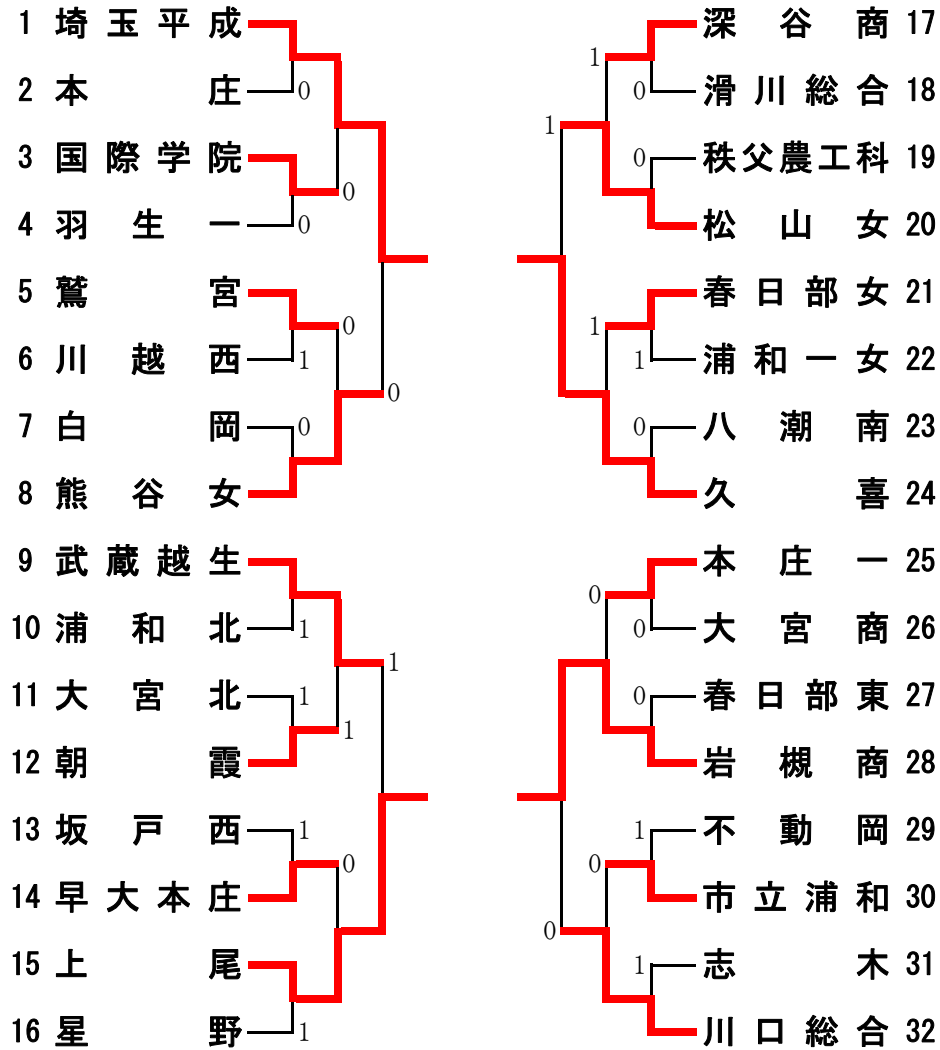 1 埼玉平成
2 本庄
0
3 国際学院
0
4 羽生一
0
5 鷲宮
0
6 川越西
1
0
7 白岡
0
8 熊谷女
9 武蔵越生
10 浦和北
1
1
11 大宮北
1
1
12 朝霞
13 坂戸西
1
0
14 早大本庄
15 上尾
16 星野
1
深谷商 17
1
0
滑川総合 18
1
0
秩父農工科 19
松山女 20
春日部女 21
1
1
浦和一女 22
0
八潮南 23
久喜 24
本庄一 25
0
0
大宮商 26
0
春日部東 27
岩槻商 28
1
不動岡 29
0
市立浦和 30
0
1
志木 31
川口総合 32